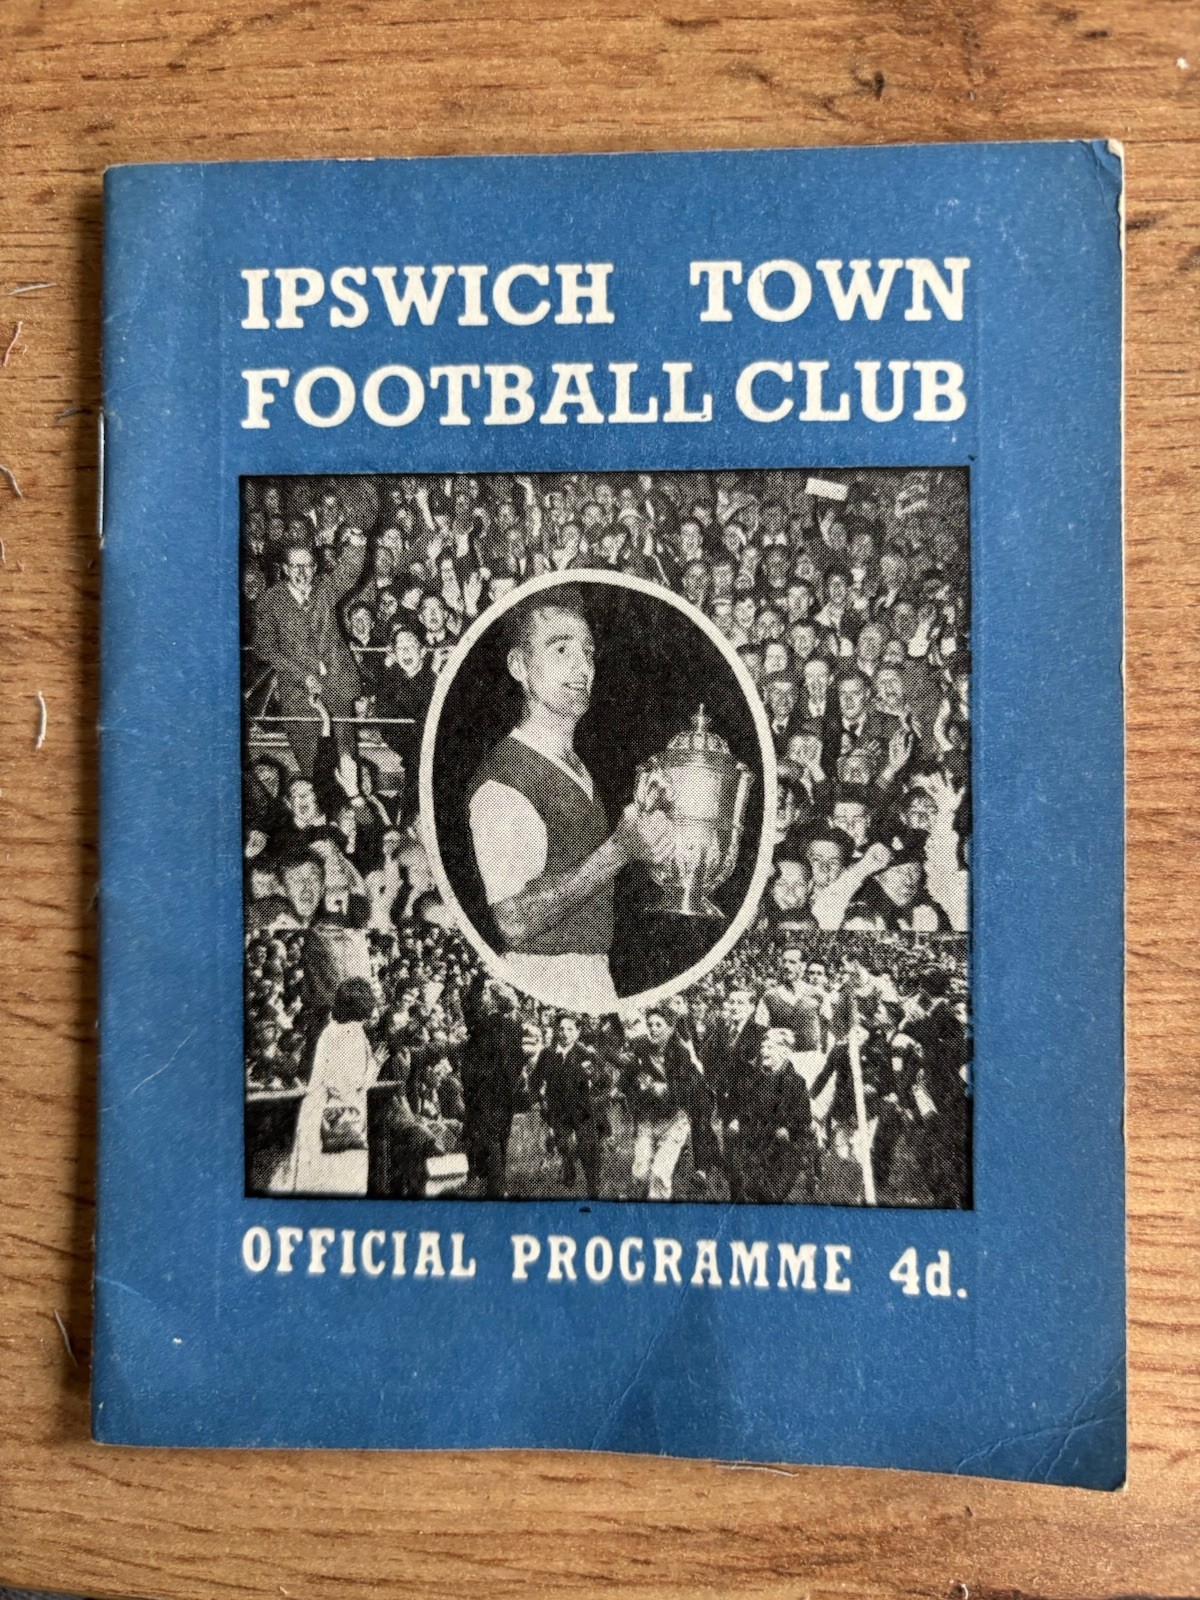 IPSWICH TOWN
FOOTBALL CLUB
OFFICIAL PROGRAMME 4d.